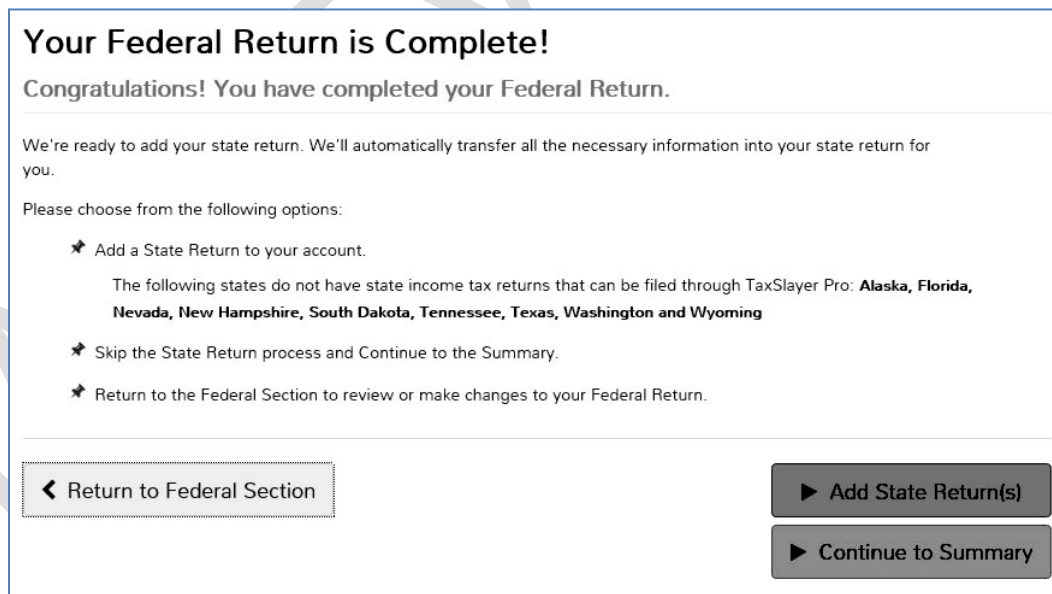 Your Federal Return is Complete!
Congratulations! You have completed your Federal Return.
We're ready to add your state return. We'll automatically transfer all the necessary information into your state return for
you.
Please choose from the following options:
Add a State Return to your account.
The following states do not have state income tax returns that can be filed through TaxSlayer Pro: Alaska, Florida,
Nevada, New Hampshire, South Dakota, Tennessee, Texas, Washington and Wyoming
Skip the State Return process and Continue to the Summary.
Return to the Federal Section to review or make changes to your Federal Return.
Return to Federal Section
Add State Return(s)
Continue to Summary